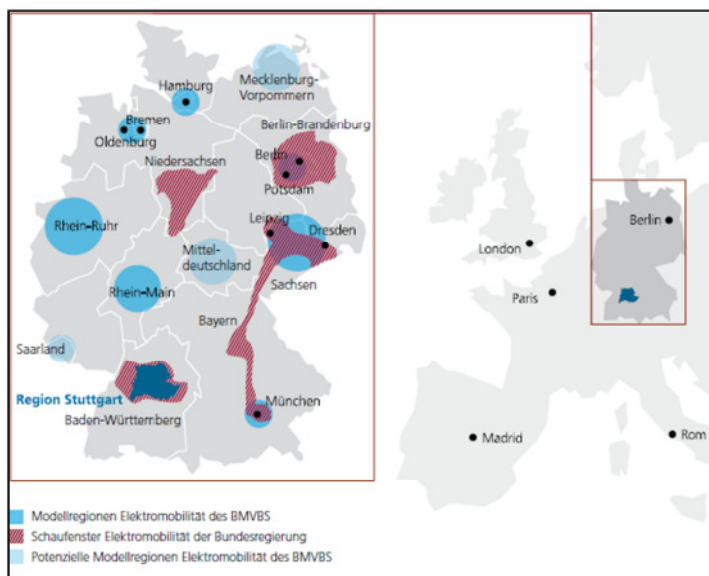 Hamburg
Mecklenburg-
Vorpommern
Bremen
Oldenburg
Berlin-Brandenburg
Niedersachsen
Berlin
Potsdam
Rhein-Ruhr
Leipzig
Dresden
Mittel-
deutschland
Rhein-Main
Sachsen
Bayern
Saarland
Region Stuttgart
Baden-Württemberg
München
Berlin
London
Paris
Madrid
Rom
Modellregionen Elektromobilität des BMVBS
Schaufenster Elektromobilität der Bundesregierung
Potenzielle Modellregionen Elektromobilität des BMVBS